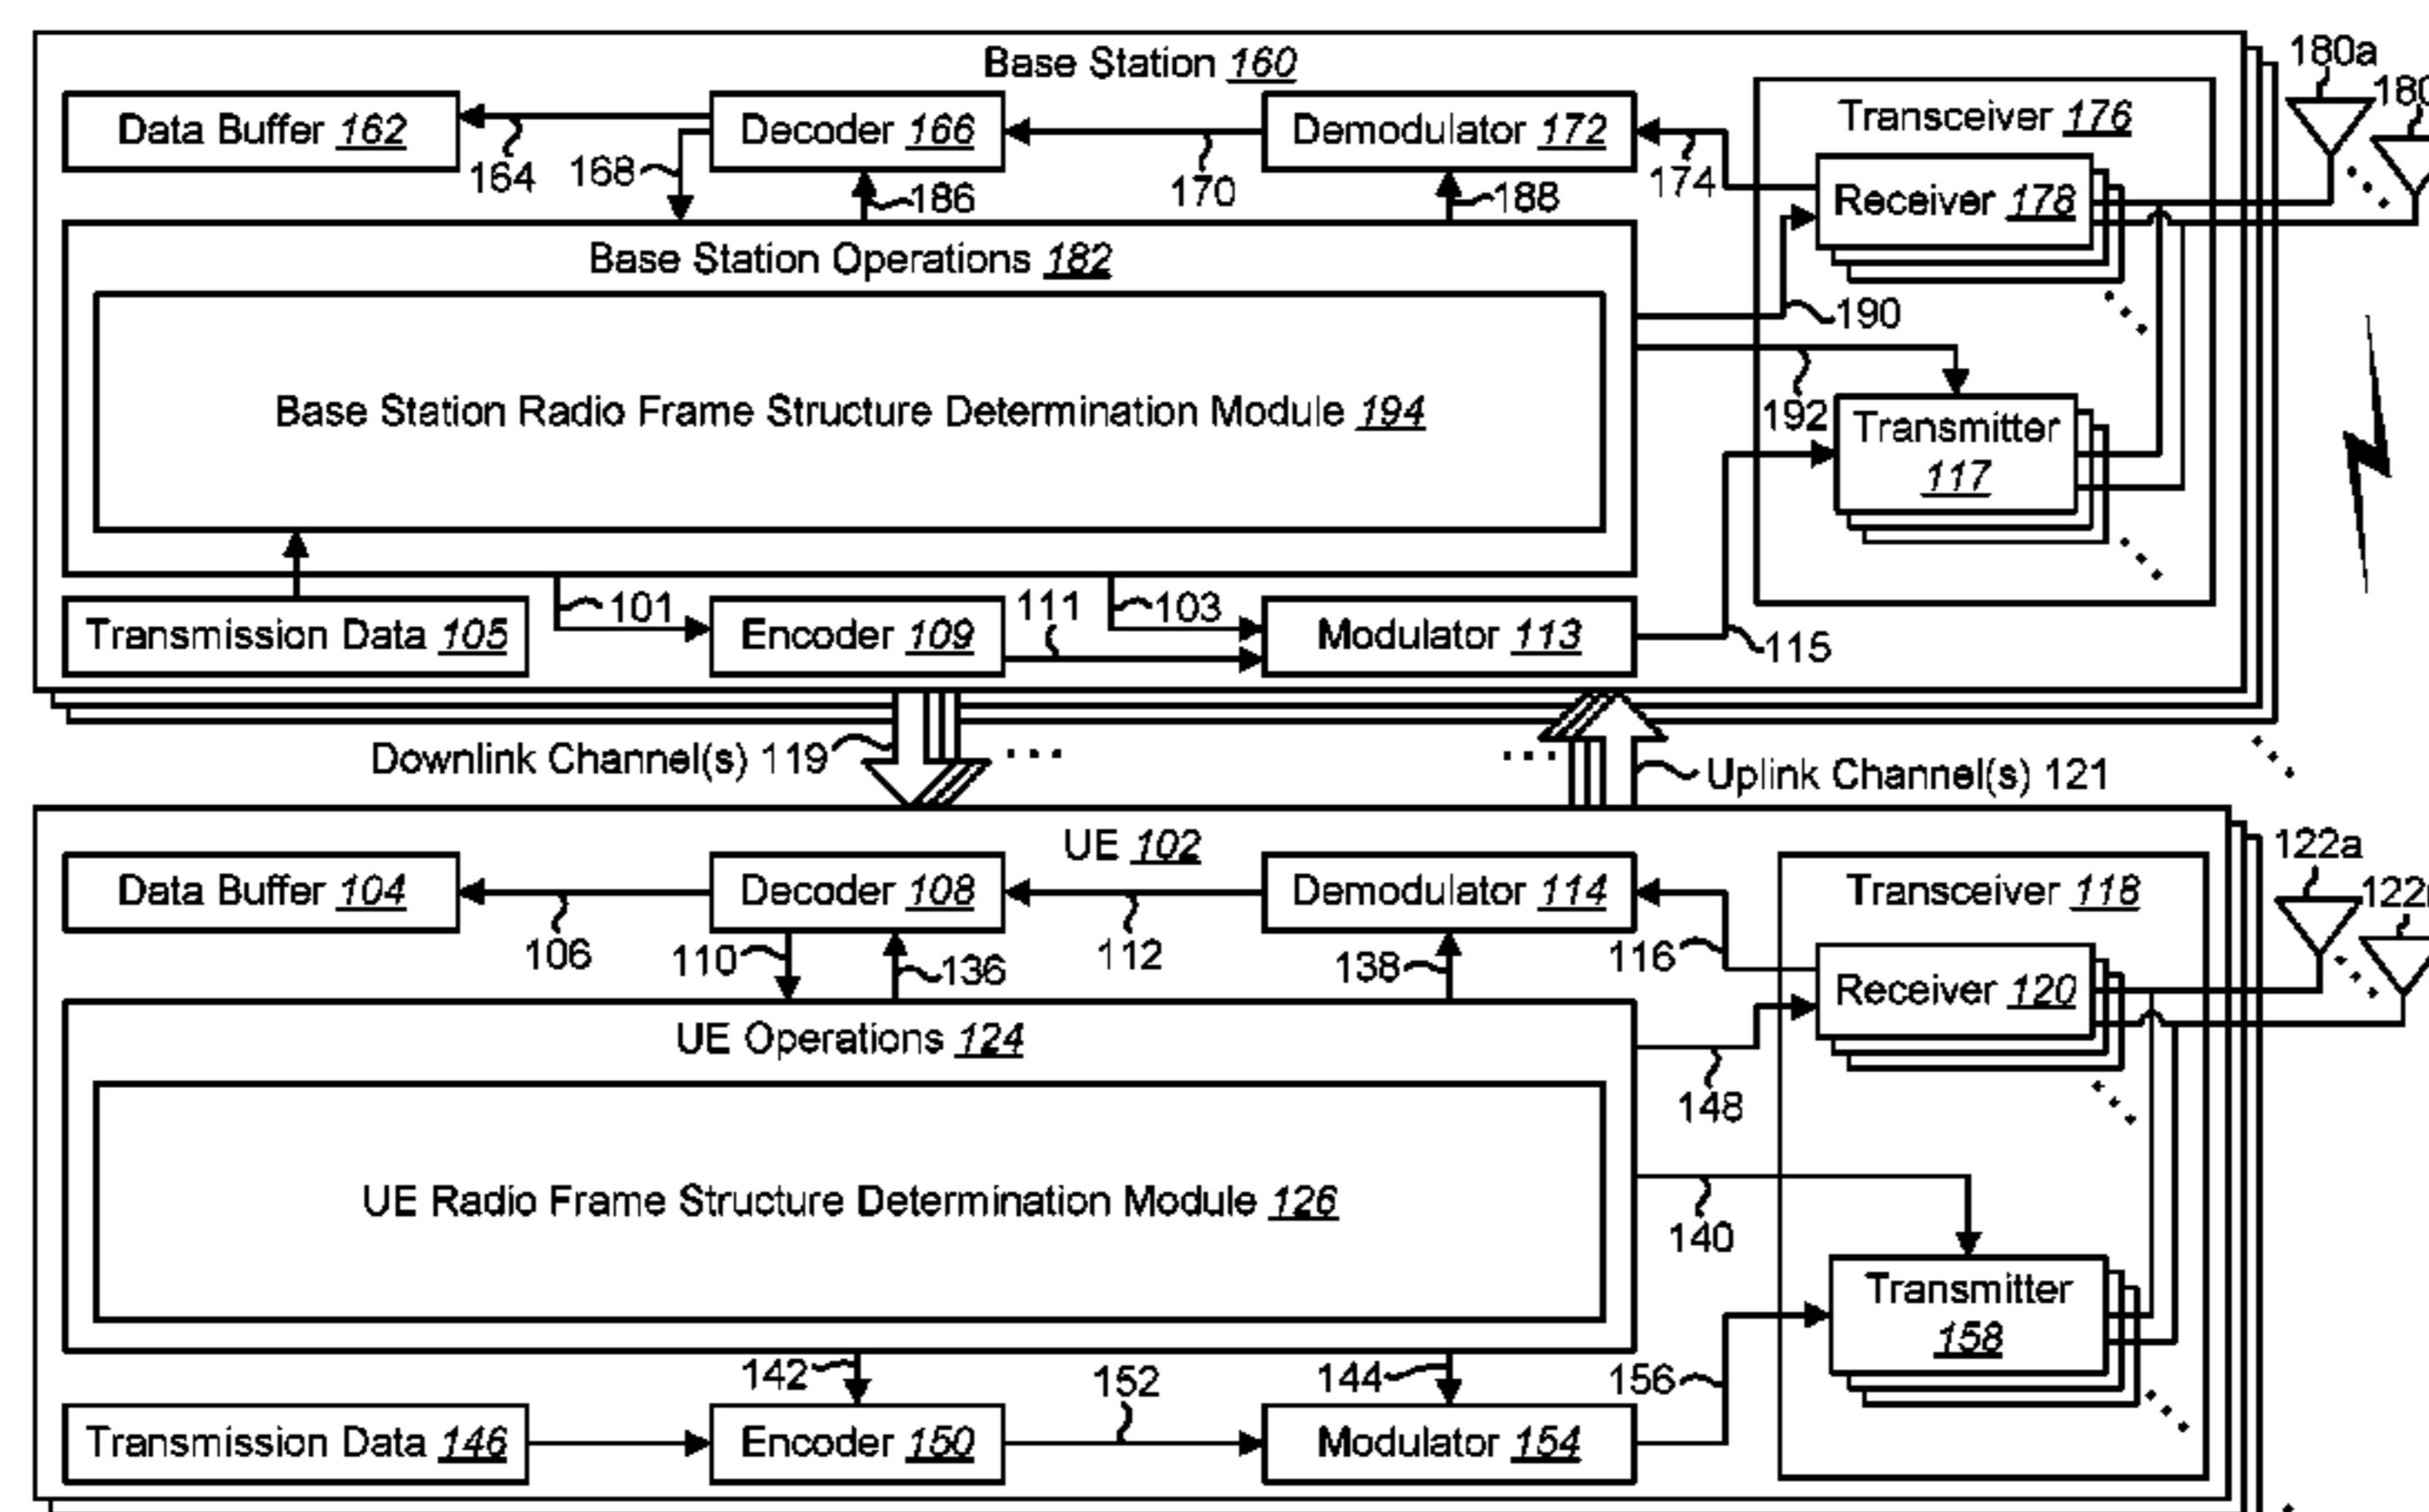 Base Station 160
180a
180
Data Buffer 162
Decoder 166
Demodulator 172
Transceiver 176
164
168
186
170
188
174
Receiver 178
Base Station Operations 182
190
Base Station Radio Frame Structure Determination Module 194
192
Transmitter
117
101
111
103
Transmission Data 105
Encoder 109
Modulator 113
115
Downlink Channel(s) 119
Uplink Channel(s) 121
UE 102
122a
122n
Data Buffer 104
Decoder 108
Demodulator 114
Transceiver 118
106
110
136
112
138
116
Receiver 120
UE Operations 124
148
UE Radio Frame Structure Determination Module 126
140
Transmitter
158
142
152
144
156
Transmission Data 146
Encoder 150
Modulator 154